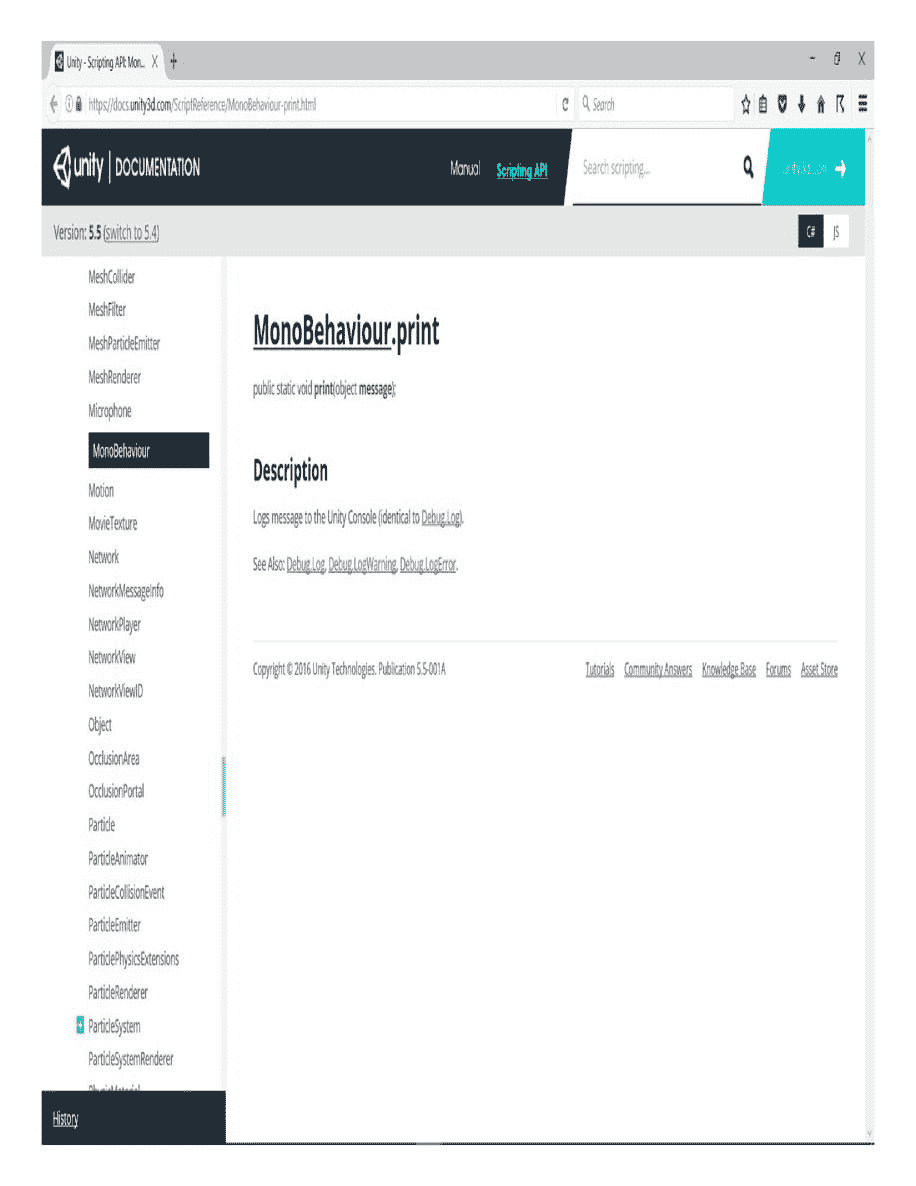 Unity - Scripting API: Mon...
https://docs.unity3d.com/ScriptReference/MonoBehaviour-print.html
Search
unity | DOCUMENTATION
Manual Scripting API
Search scripting...
Version: 5.5 (switch to 5.4)
C# JS
MeshCollider
MeshFilter
MeshParticleEmitter
MeshRenderer
Microphone
MonoBehaviour
Motion
MovieTexture
Network
NetworkMessageInfo
NetworkPlayer
NetworkView
NetworkViewID
Object
OcclusionArea
OcclusionPortal
Particle
ParticleAnimator
ParticleCollisionEvent
ParticleEmitter
ParticlePhysicsExtensions
ParticleRenderer
ParticleSystem
ParticleSystemRenderer
History
MonoBehaviour.print
public static void print(object message);
Description
Logs message to the Unity Console (identical to Debug.Log).
See Also: Debug.Log, Debug.LogWarning, Debug.LogError.
Copyright © 2016 Unity Technologies. Publication 5.5-001A
Tutorials Community Answers Knowledge Base Forums Asset Store